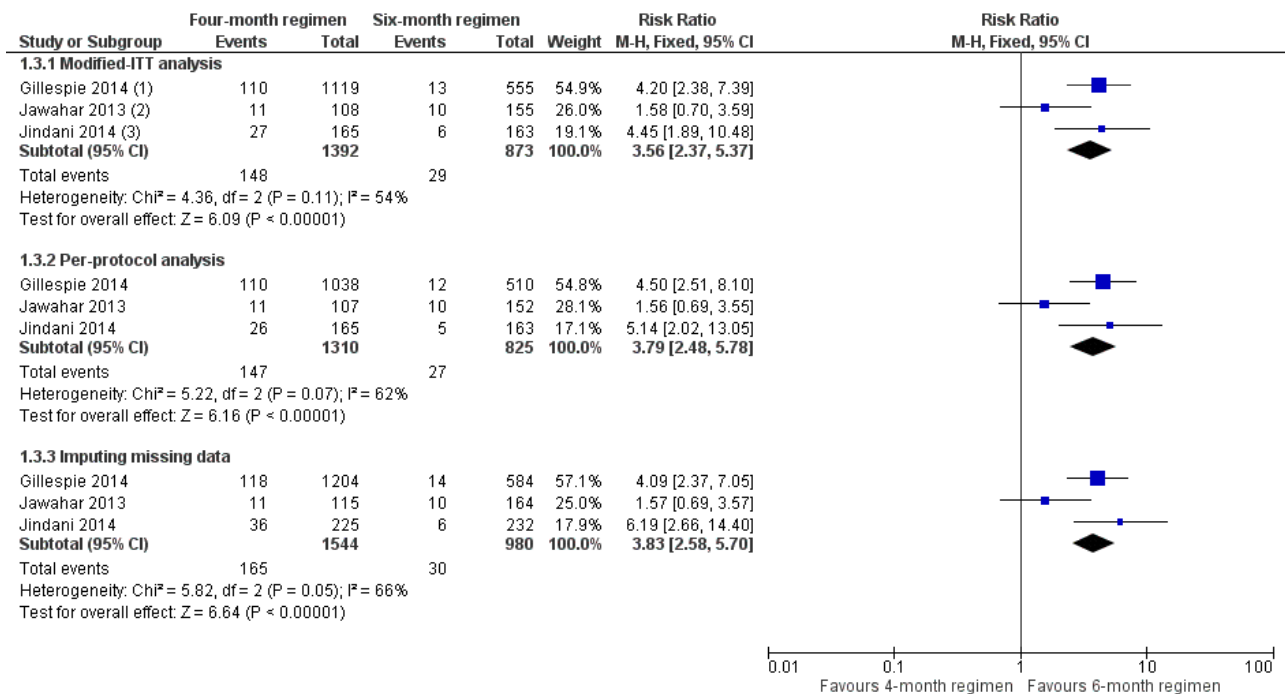 Four-month regimen Six-month regimen Risk Ratio Risk Ratio
Study or Subgroup Events Total Events Total Weight M-H, Fixed, 95% CI M-H, Fixed, 95% CI
1.3.1 Modified-ITT analysis
Gillespie 2014 (1) 110 1119 13 555 54.9% 4.20 [2.38, 7.39]
Jawahar 2013 (2) 11 108 10 155 26.0% 1.58 [0.70, 3.59]
Jindani 2014 (3) 27 165 6 163 19.1% 4.45 [1.89, 10.48]
Subtotal (95% CI) 1392 873 100.0% 3.56 [2.37, 5.37]
Total events 148 29
Heterogeneity: Chi² = 4.36, df = 2 (P = 0.11); I² = 54%
Test for overall effect: Z = 6.09 (P < 0.00001)
1.3.2 Per-protocol analysis
Gillespie 2014 110 1038 12 510 54.8% 4.50 [2.51, 8.10]
Jawahar 2013 11 107 10 152 28.1% 1.56 [0.69, 3.55]
Jindani 2014 26 165 5 163 17.1% 5.14 [2.02, 13.05]
Subtotal (95% CI) 1310 825 100.0% 3.79 [2.48, 5.78]
Total events 147 27
Heterogeneity: Chi² = 5.22, df = 2 (P = 0.07); I² = 62%
Test for overall effect: Z = 6.16 (P < 0.00001)
1.3.3 Imputing missing data
Gillespie 2014 118 1204 14 584 57.1% 4.09 [2.37, 7.05]
Jawahar 2013 11 115 10 164 25.0% 1.57 [0.69, 3.57]
Jindani 2014 36 225 6 232 17.9% 6.19 [2.66, 14.40]
Subtotal (95% CI) 1544 980 100.0% 3.83 [2.58, 5.70]
Total events 165 30
Heterogeneity: Chi² = 5.82, df = 2 (P = 0.05); I² = 66%
Test for overall effect: Z = 6.64 (P < 0.00001)
0.01 0.1 1 10 100
Favours 4-month regimen Favours 6-month regimen